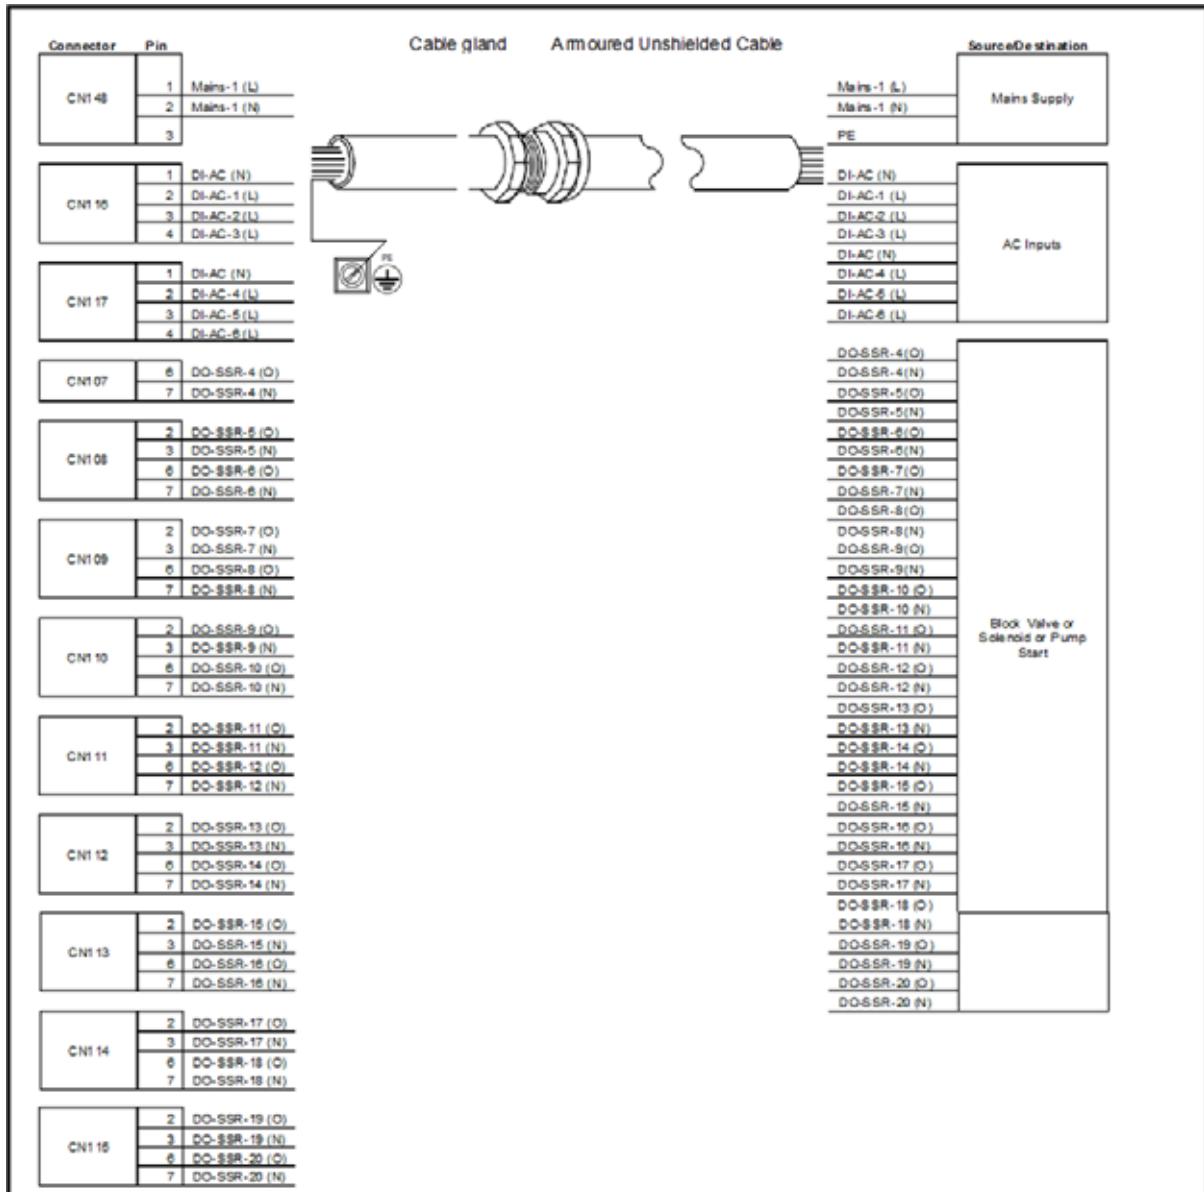 Cable gland Armoured Unshielded Cable
Connector Pin Source/Destination
CN148
1 Mains-1 (L)
2 Mains-1 (N)
3
CN116
1 DI-AC (N)
2 DI-AC-1 (L)
3 DI-AC-2 (L)
4 DI-AC-3 (L)
CN117
1 DI-AC (N)
2 DI-AC-4 (L)
3 DI-AC-5 (L)
4 DI-AC-6 (L)
CN107
6 DO-SSR-4 (O)
7 DO-SSR-4 (N)
CN108
2 DO-SSR-5 (O)
3 DO-SSR-5 (N)
6 DO-SSR-6 (O)
7 DO-SSR-6 (N)
CN109
2 DO-SSR-7 (O)
3 DO-SSR-7 (N)
6 DO-SSR-8 (O)
7 DO-SSR-8 (N)
CN110
2 DO-SSR-9 (O)
3 DO-SSR-9 (N)
6 DO-SSR-10 (O)
7 DO-SSR-10 (N)
CN111
2 DO-SSR-11 (O)
3 DO-SSR-11 (N)
6 DO-SSR-12 (O)
7 DO-SSR-12 (N)
CN112
2 DO-SSR-13 (O)
3 DO-SSR-13 (N)
6 DO-SSR-14 (O)
7 DO-SSR-14 (N)
CN113
2 DO-SSR-15 (O)
3 DO-SSR-15 (N)
6 DO-SSR-16 (O)
7 DO-SSR-16 (N)
CN114
2 DO-SSR-17 (O)
3 DO-SSR-17 (N)
6 DO-SSR-18 (O)
7 DO-SSR-18 (N)
CN115
2 DO-SSR-19 (O)
3 DO-SSR-19 (N)
6 DO-SSR-20 (O)
7 DO-SSR-20 (N)
PE
Mains-1 (L)
Mains-1 (N)
PE
Mains Supply
DI-AC (N)
DI-AC-1 (L)
DI-AC-2 (L)
DI-AC-3 (L)
DI-AC (N)
DI-AC-4 (L)
DI-AC-5 (L)
DI-AC-6 (L)
AC Inputs
DO-SSR-4(O)
DO-SSR-4(N)
DO-SSR-5(O)
DO-SSR-5(N)
DO-SSR-6(O)
DO-SSR-6(N)
DO-SSR-7(O)
DO-SSR-7(N)
DO-SSR-8(O)
DO-SSR-8(N)
DO-SSR-9(O)
DO-SSR-9(N)
DO-SSR-10 (O)
DO-SSR-10 (N)
DO-SSR-11 (O)
DO-SSR-11 (N)
DO-SSR-12 (O)
DO-SSR-12 (N)
DO-SSR-13 (O)
DO-SSR-13 (N)
DO-SSR-14 (O)
DO-SSR-14 (N)
DO-SSR-15 (O)
DO-SSR-15 (N)
DO-SSR-16 (O)
DO-SSR-16 (N)
DO-SSR-17 (O)
DO-SSR-17 (N)
DO-SSR-18 (O)
DO-SSR-18 (N)
DO-SSR-19 (O)
DO-SSR-19 (N)
DO-SSR-20 (O)
DO-SSR-20 (N)
Block Valve or
Solenoid or Pump
Start